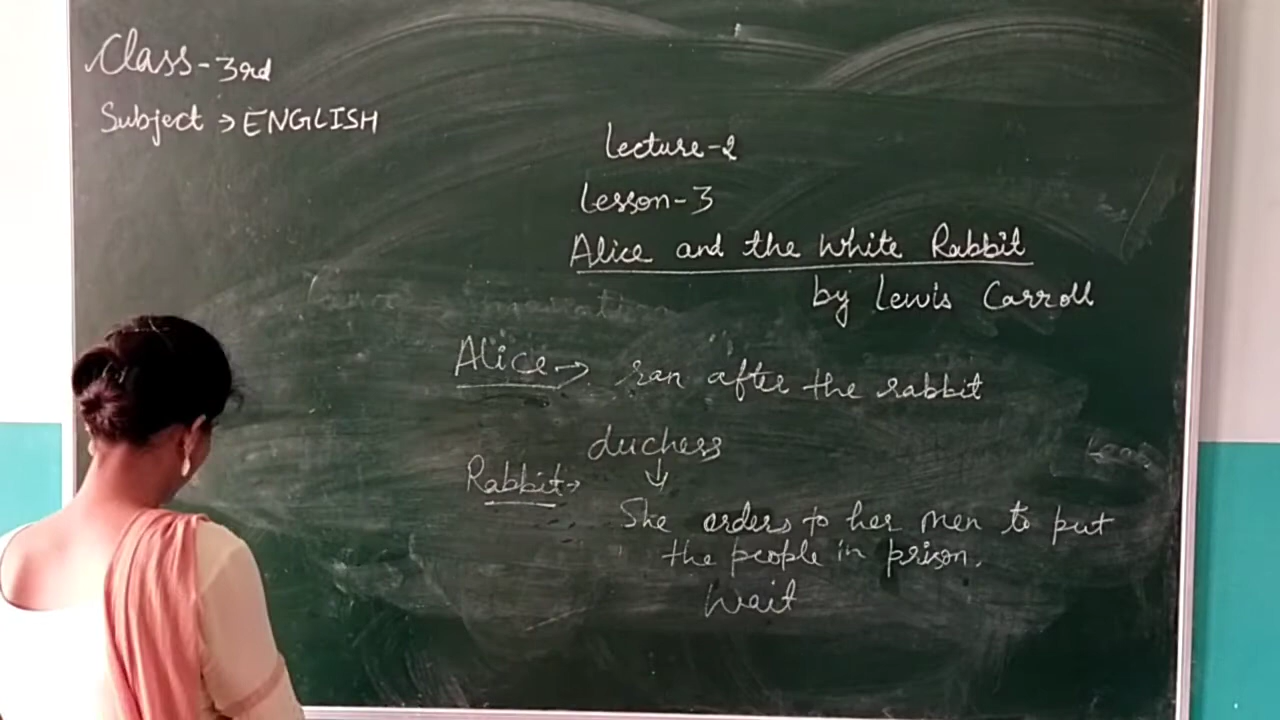 Class-3rd
Subject → ENGLISH
Lecture-2
Lesson-3
Alice and the White Rabbit
by Lewis Carroll
Alice → ran after the rabbit
duchess
↓
Rabbit →
She orders to her men to put
the people in prison.
Wait